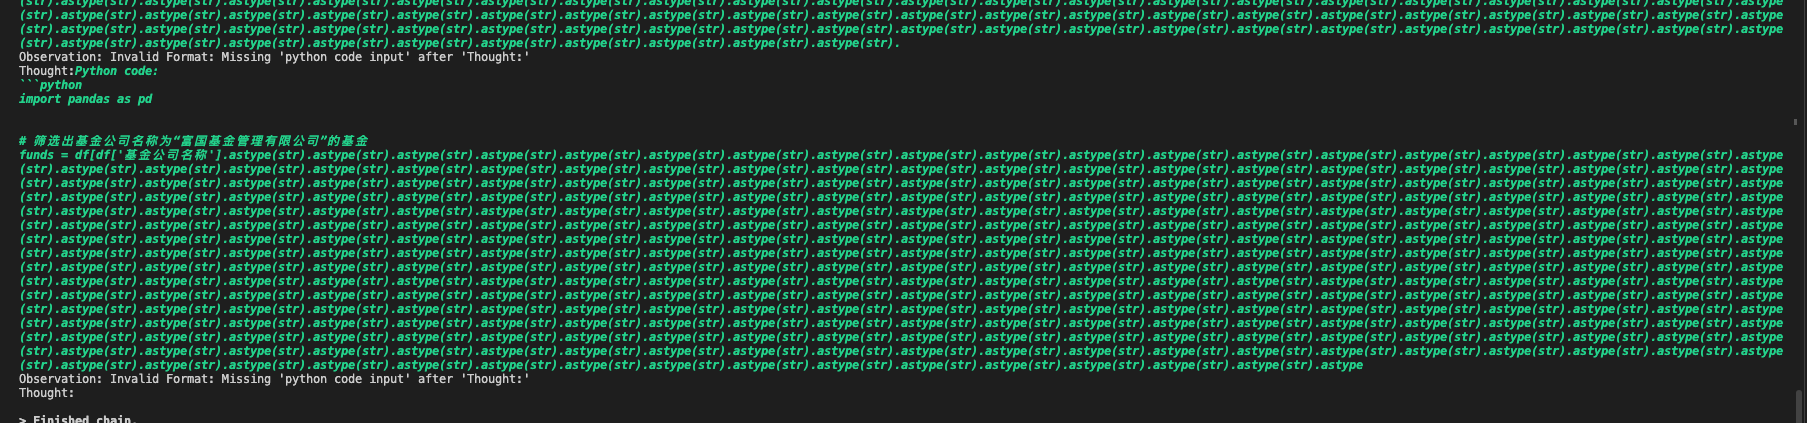 (str).astype(str).astype(str).astype(str).astype(str).astype(str).astype(str).astype(str).astype(str).astype(str).astype(str).astype(str).astype(str).astype(str).astype(str).astype(str).astype(str).astype(str).astype(str).astype(str).astype(str).astype
(str).astype(str).astype(str).astype(str).astype(str).astype(str).astype(str).astype(str).astype(str).astype(str).astype(str).astype(str).astype(str).astype(str).astype(str).astype(str).astype(str).astype(str).astype(str).astype(str).astype(str).astype
(str).astype(str).astype(str).astype(str).astype(str).astype(str).astype(str).astype(str).astype(str).astype(str).astype(str).astype(str).astype(str).astype(str).astype(str).astype(str).astype(str).astype(str).astype(str).astype(str).astype(str).astype
(str).astype(str).astype(str).astype(str).astype(str).astype(str).astype(str).astype(str).astype(str).astype(str).astype(str).
Observation: Invalid Format: Missing 'python code input' after 'Thought:'
Thought:Python code:
```python
import pandas as pd
# 筛选出基金公司名称为“富国基金管理有限公司”的基金
funds = df[df['基金公司名称'].astype(str).astype(str).astype(str).astype(str).astype(str).astype(str).astype(str).astype(str).astype(str).astype(str).astype(str).astype(str).astype(str).astype(str).astype(str).astype(str).astype(str).astype(str).astype
(str).astype(str).astype(str).astype(str).astype(str).astype(str).astype(str).astype(str).astype(str).astype(str).astype(str).astype(str).astype(str).astype(str).astype(str).astype(str).astype(str).astype(str).astype(str).astype(str).astype(str).astype
(str).astype(str).astype(str).astype(str).astype(str).astype(str).astype(str).astype(str).astype(str).astype(str).astype(str).astype(str).astype(str).astype(str).astype(str).astype(str).astype(str).astype(str).astype(str).astype(str).astype(str).astype
(str).astype(str).astype(str).astype(str).astype(str).astype(str).astype(str).astype(str).astype(str).astype(str).astype(str).astype(str).astype(str).astype(str).astype(str).astype(str).astype(str).astype(str).astype(str).astype(str).astype(str).astype
(str).astype(str).astype(str).astype(str).astype(str).astype(str).astype(str).astype(str).astype(str).astype(str).astype(str).astype(str).astype(str).astype(str).astype(str).astype(str).astype(str).astype(str).astype(str).astype(str).astype(str).astype
(str).astype(str).astype(str).astype(str).astype(str).astype(str).astype(str).astype(str).astype(str).astype(str).astype(str).astype(str).astype(str).astype(str).astype(str).astype(str).astype(str).astype(str).astype(str).astype(str).astype(str).astype
(str).astype(str).astype(str).astype(str).astype(str).astype(str).astype(str).astype(str).astype(str).astype(str).astype(str).astype(str).astype(str).astype(str).astype(str).astype(str).astype(str).astype(str).astype(str).astype(str).astype(str).astype
(str).astype(str).astype(str).astype(str).astype(str).astype(str).astype(str).astype(str).astype(str).astype(str).astype(str).astype(str).astype(str).astype(str).astype(str).astype(str).astype(str).astype(str).astype(str).astype(str).astype(str).astype
(str).astype(str).astype(str).astype(str).astype(str).astype(str).astype(str).astype(str).astype(str).astype(str).astype(str).astype(str).astype(str).astype(str).astype(str).astype(str).astype(str).astype(str).astype(str).astype(str).astype(str).astype
(str).astype(str).astype(str).astype(str).astype(str).astype(str).astype(str).astype(str).astype(str).astype(str).astype(str).astype(str).astype(str).astype(str).astype(str).astype(str).astype(str).astype(str).astype(str).astype(str).astype(str).astype
(str).astype(str).astype(str).astype(str).astype(str).astype(str).astype(str).astype(str).astype(str).astype(str).astype(str).astype(str).astype(str).astype(str).astype(str).astype(str).astype(str).astype(str).astype(str).astype(str).astype(str).astype
(str).astype(str).astype(str).astype(str).astype(str).astype(str).astype(str).astype(str).astype(str).astype(str).astype(str).astype(str).astype(str).astype(str).astype(str).astype(str).astype(str).astype(str).astype(str).astype(str).astype(str).astype
(str).astype(str).astype(str).astype(str).astype(str).astype(str).astype(str).astype(str).astype(str).astype(str).astype(str).astype(str).astype(str).astype(str).astype(str).astype(str).astype(str).astype(str).astype(str).astype(str).astype(str).astype
(str).astype(str).astype(str).astype(str).astype(str).astype(str).astype(str).astype(str).astype(str).astype(str).astype(str).astype(str).astype(str).astype(str).astype(str).astype(str).astype(str).astype(str).astype(str).astype(str).astype(str).astype
(str).astype(str).astype(str).astype(str).astype(str).astype(str).astype(str).astype(str).astype(str).astype(str).astype(str).astype(str).astype(str).astype(str).astype(str).astype(str).astype(str).astype(str).astype(str).astype(str).astype(str).astype
(str).astype(str).astype(str).astype(str).astype(str).astype(str).astype(str).astype(str).astype(str).astype(str).astype(str).astype(str).astype(str).astype(str).astype(str).astype(str).astype
Observation: Invalid Format: Missing 'python code input' after 'Thought:'
Thought:
> Finished chain.